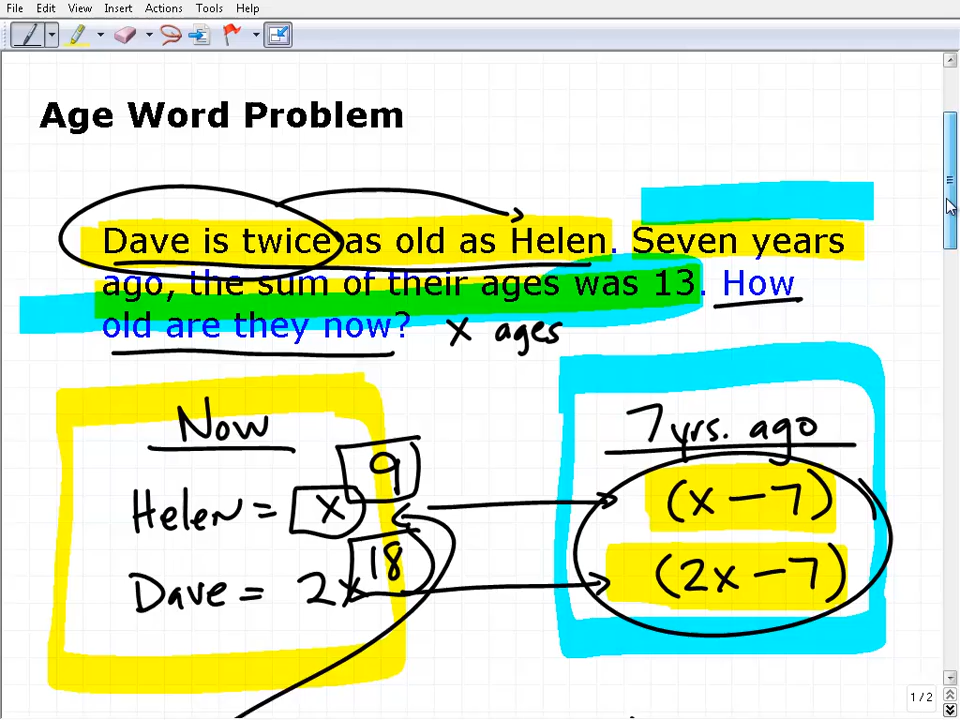 File Edit View Insert Actions Tools Help
Age Word Problem
Dave is twice as old as Helen. Seven years
ago, the sum of their ages was 13. How
old are they now? x ages
Now
7yrs. ago
9
Helen = x
(x - 7)
18
Dave = 2x
(2x - 7)
1 / 2